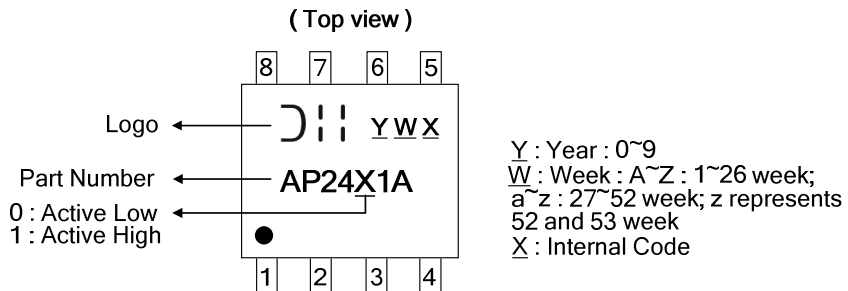 ( Top view )
8 7 6 5
Logo
Y W X
Part Number
AP24X1A
0 : Active Low
1 : Active High
1 2 3 4
Y : Year : 0~9
W : Week : A~Z : 1~26 week;
a~z : 27~52 week; z represents
52 and 53 week
X : Internal Code